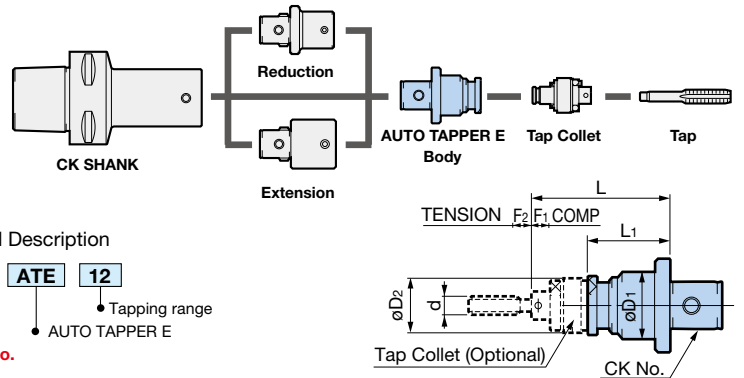 Reduction
CK SHANK
Extension
AUTO TAPPER E
Body
Tap Collet
Tap
Description
ATE 12
Tapping range
AUTO TAPPER E
o.
L
TENSION F2 F1 COMP
L1
øD2
d
øD1
Tap Collet (Optional)
CK No.